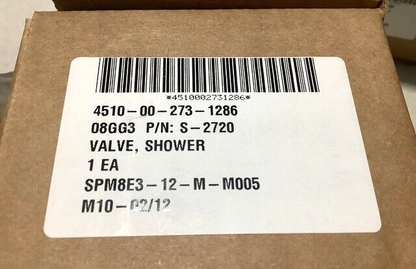 *4510002731286*
4510-00-273-1286
08GG3 P/N: S-2720
VALVE, SHOWER
1 EA
SPM8E3-12-M-M005
M10-02/12